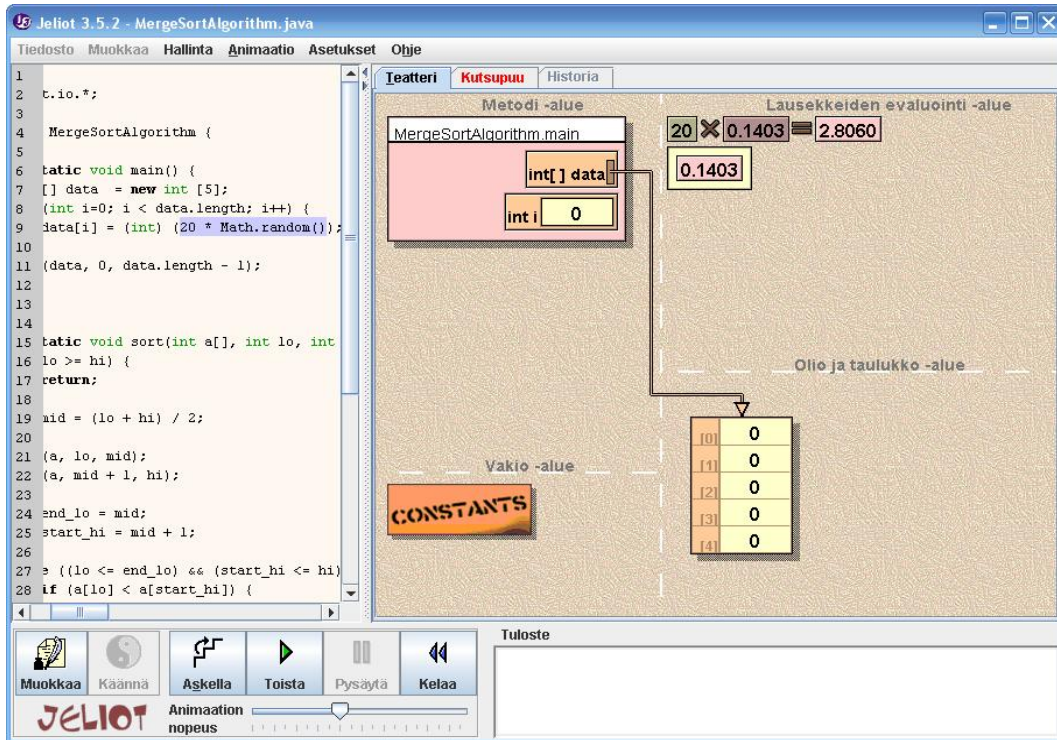 Jeliot 3.5.2 - MergeSortAlgorithm.java
Tiedosto Muokkaa Hallinta Animaatio Asetukset Ohje
1
2 t.io.*;
3
4 MergeSortAlgorithm {
5
6 tatic void main() {
7 [] data = new int [5];
8 (int i=0; i < data.length; i++) {
9 data[i] = (int) (20 * Math.random());
10
11 (data, 0, data.length - 1);
12
13
14
15 tatic void sort(int a[], int lo, int
16 lo >= hi) {
17 return;
18
19 mid = (lo + hi) / 2;
20
21 (a, lo, mid);
22 (a, mid + 1, hi);
23
24 end_lo = mid;
25 start_hi = mid + 1;
26
27 e ((lo <= end_lo) && (start_hi <= hi)
28 if (a[lo] < a[start_hi]) {
Teatteri Kutsupuu Historia
Metodi -alue
MergeSortAlgorithm.main
int[ ] data
int i 0
Lausekkeiden evaluointi -alue
20 × 0.1403 = 2.8060
0.1403
Vakio -alue
CONSTANTS
Olio ja taulukko -alue
[0] 0
[1] 0
[2] 0
[3] 0
[4] 0
Muokkaa Käännä Askella Toista Pysäytä Kelaa
JELIOT
Animaation
nopeus
Tuloste